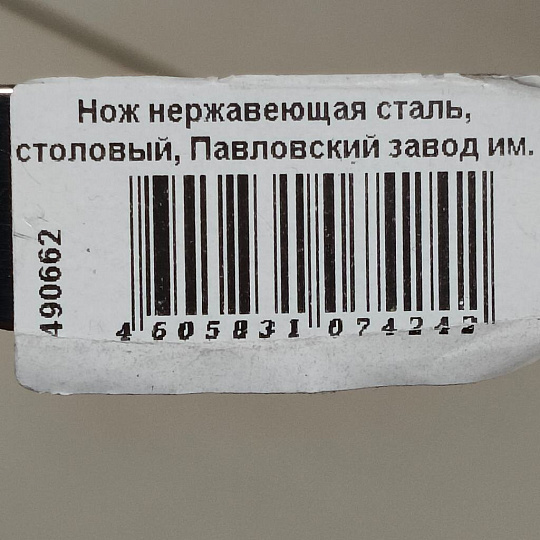 Нож нержавеющая сталь,
столовый, Павловский завод им.
490662
4 605831 074242